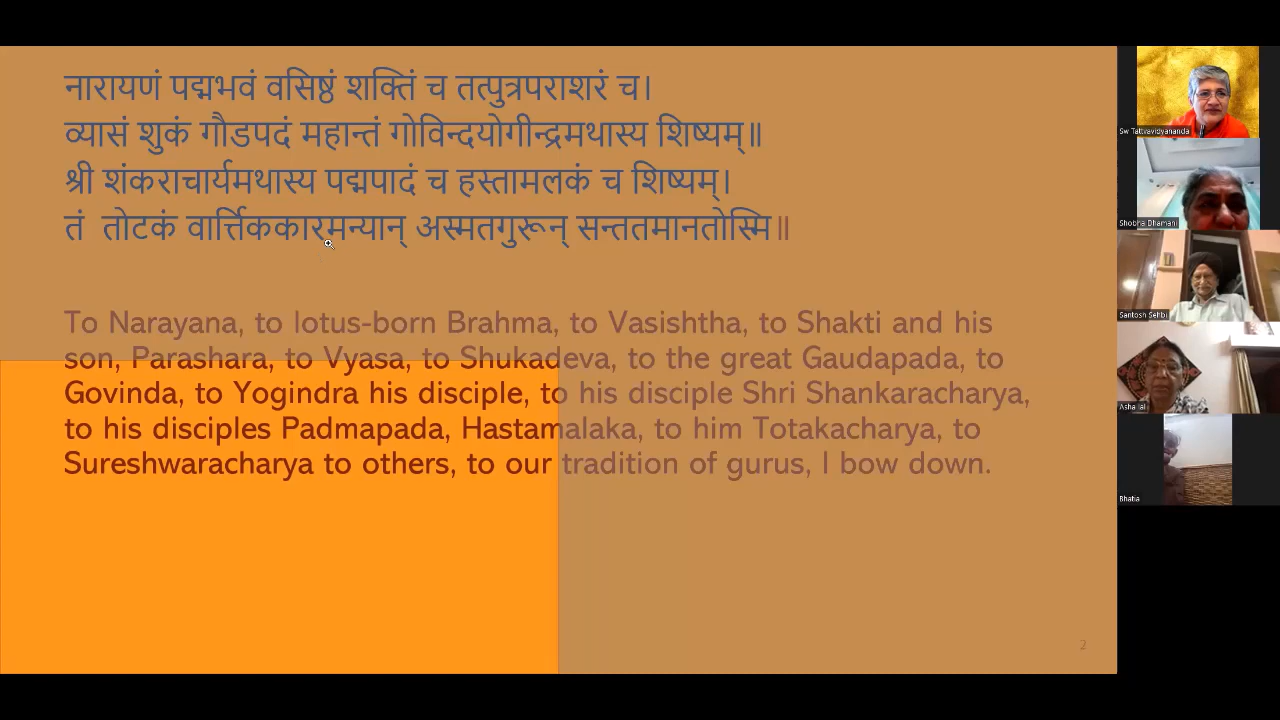 नारायणं पद्मभवं वसिष्ठं शक्तिं च तत्पुत्रपराशरं च।
व्यासं शुकं गौडपदं महान्तं गोविन्दयोगीन्द्रमथास्य शिष्यम्॥
श्री शंकराचार्यमथास्य पद्मपादं च हस्तामलकं च शिष्यम्।
तं तोटकं वार्त्तिककारमन्यान् अस्मतगुरून् सन्ततमानतोस्मि॥
To Narayana, to lotus-born Brahma, to Vasishtha, to Shakti and his
son, Parashara, to Vyasa, to Shukadeva, to the great Gaudapada, to
Govinda, to Yogindra his disciple, to his disciple Shri Shankaracharya,
to his disciples Padmapada, Hastamalaka, to him Totakacharya, to
Sureshwaracharya to others, to our tradition of gurus, I bow down.
2
Sw Tattvavidyananda
Shobha Dhamani
Santosh Sehbi
Asha lal
Bhatia